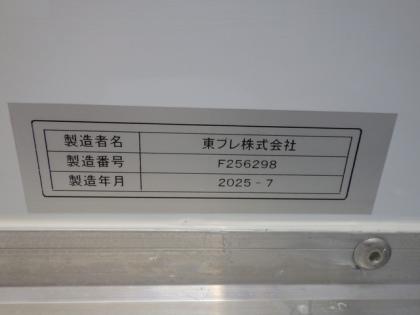 製造者名 東プレ株式会社
製造番号 F256298
製造年月 2025-7